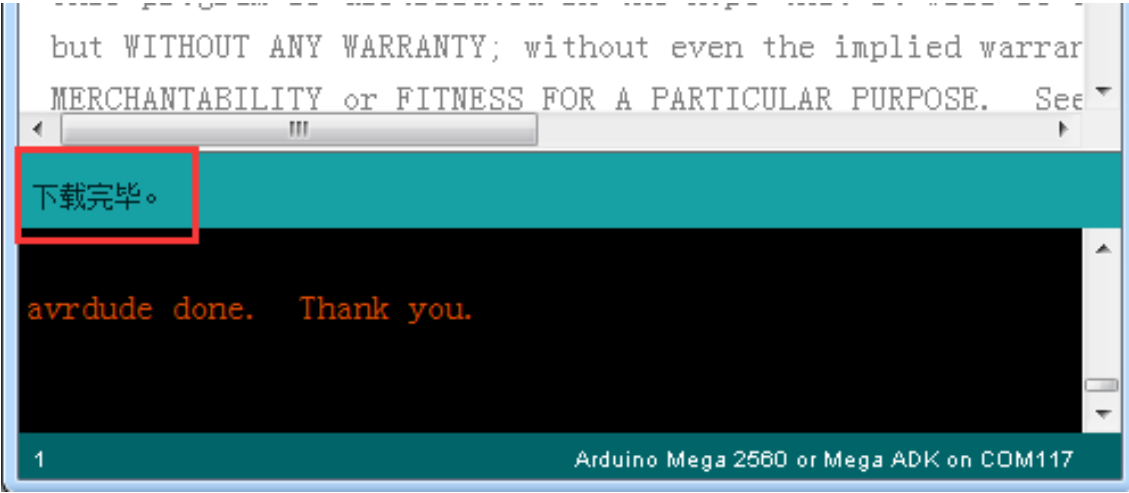 but WITHOUT ANY WARRANTY; without even the implied warran
MERCHANTABILITY or FITNESS FOR A PARTICULAR PURPOSE.  See
下载完毕。
avrdude done.  Thank you.
1
Arduino Mega 2560 or Mega ADK on COM117